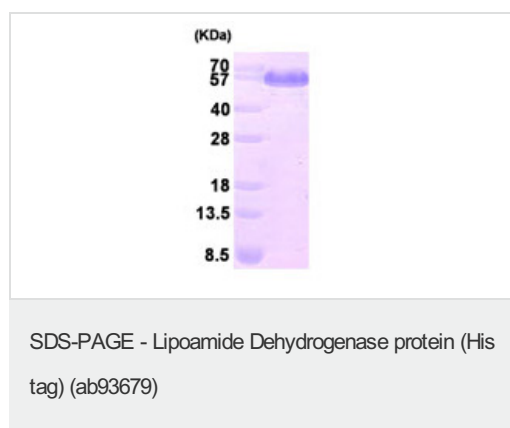 (KDa)
70
57
40
28
18
13.5
8.5
SDS-PAGE - Lipoamide Dehydrogenase protein (His
tag) (ab93679)